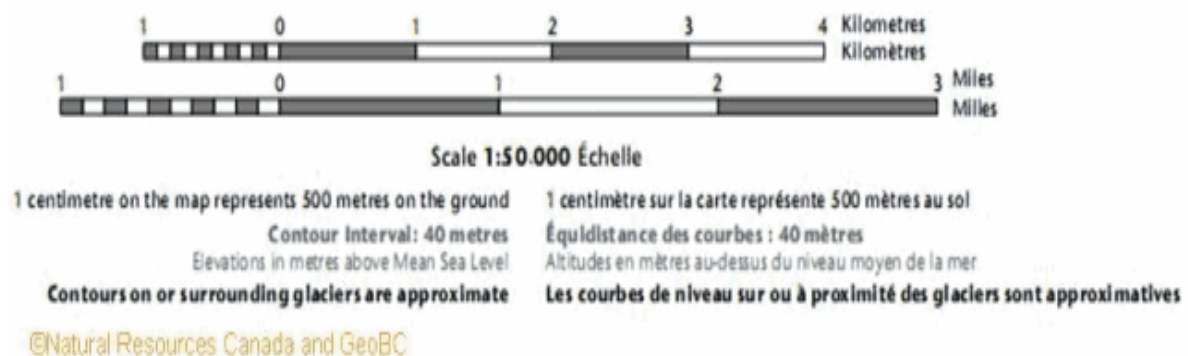 1 0 1 2 3 4 Kilometres
Kilomètres
1 0 1 2 3 Miles
Milles
Scale 1:50.000 Échelle
1 centimetre on the map represents 500 metres on the ground
1 centimètre sur la carte représente 500 mètres au sol
Contour Interval: 40 metres
Équidistance des courbes : 40 mètres
Elevations in metres above Mean Sea Level
Altitudes en mètres au-dessus du niveau moyen de la mer
Contours on or surrounding glaciers are approximate
Les courbes de niveau sur ou à proximité des glaciers sont approximatives
©Natural Resources Canada and GeoBC